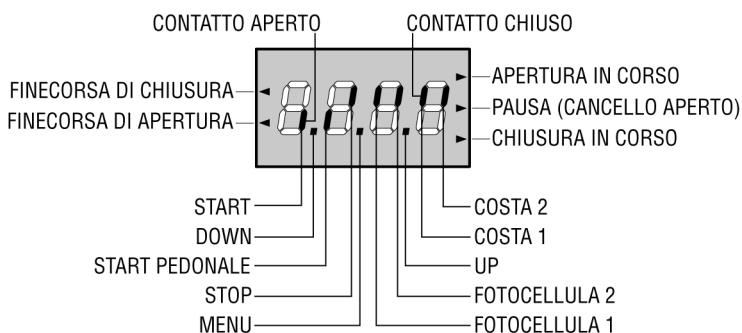 CONTATTO APERTO
CONTATTO CHIUSO
FINECORSA DI CHIUSURA
FINECORSA DI APERTURA
APERTURA IN CORSO
PAUSA (CANCELLO APERTO)
CHIUSURA IN CORSO
START
DOWN
START PEDONALE
STOP
MENU
COSTA 2
COSTA 1
UP
FOTOCELLULA 2
FOTOCELLULA 1